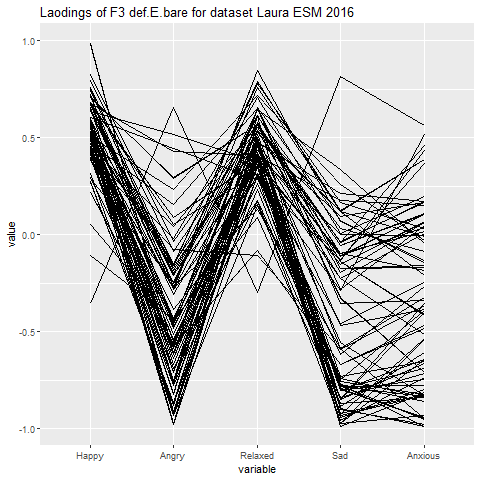 Laodings of F3 def.E.bare for dataset Laura ESM 2016
1.0
0.5
0.0
-0.5
-1.0
value
Happy Angry Relaxed Sad Anxious
variable